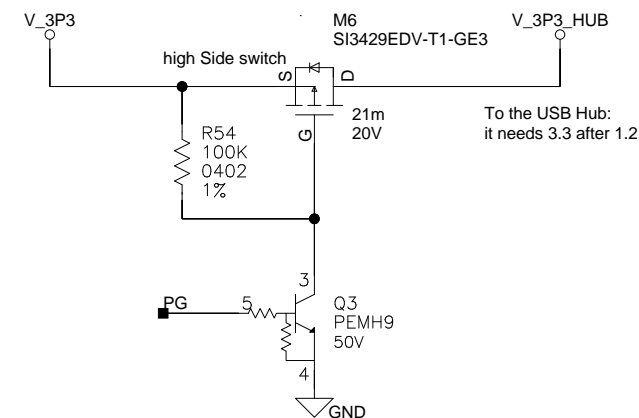 V_3P3
M6
SI3429EDV-T1-GE3
V_3P3_HUB
high Side switch
S
D
G
21m
20V
To the USB Hub:
it needs 3.3 after 1.2
R54
100K
0402
1%
PG
5
3
Q3
PEMH9
50V
4
GND